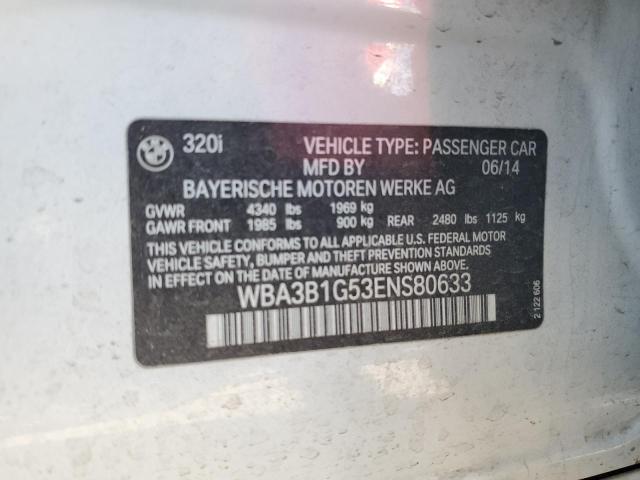 BMW 320i VEHICLE TYPE: PASSENGER CAR
MFD BY 06/14
BAYERISCHE MOTOREN WERKE AG
GVWR 4340 lbs 1969 kg
GAWR FRONT 1985 lbs 900 kg REAR 2480 lbs 1125 kg
THIS VEHICLE CONFORMS TO ALL APPLICABLE U.S. FEDERAL MOTOR
VEHICLE SAFETY, BUMPER AND THEFT PREVENTION STANDARDS
IN EFFECT ON THE DATE OF MANUFACTURE SHOWN ABOVE.
WBA3B1G53ENS80633
2 122 606